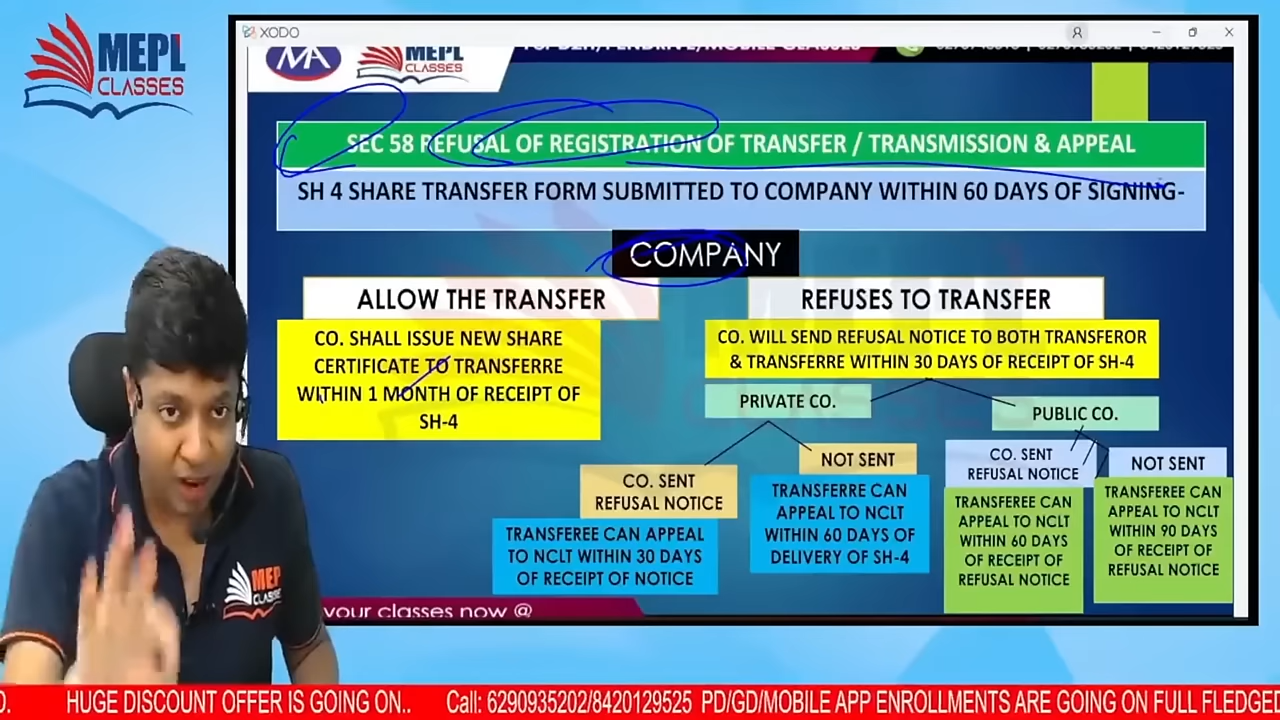 MEPL
CLASSES
XODO
MA
MEPL
CLASSES
SEC 58 REFUSAL OF REGISTRATION OF TRANSFER / TRANSMISSION & APPEAL
SH 4 SHARE TRANSFER FORM SUBMITTED TO COMPANY WITHIN 60 DAYS OF SIGNING-
COMPANY
ALLOW THE TRANSFER
CO. SHALL ISSUE NEW SHARE
CERTIFICATE TO TRANSFERRE
WITHIN 1 MONTH OF RECEIPT OF
SH-4
REFUSES TO TRANSFER
CO. WILL SEND REFUSAL NOTICE TO BOTH TRANSFEROR
& TRANSFERRE WITHIN 30 DAYS OF RECEIPT OF SH-4
PRIVATE CO.
PUBLIC CO.
CO. SENT
REFUSAL NOTICE
TRANSFEREE CAN APPEAL
TO NCLT WITHIN 30 DAYS
OF RECEIPT OF NOTICE
NOT SENT
TRANSFERRE CAN
APPEAL TO NCLT
WITHIN 60 DAYS OF
DELIVERY OF SH-4
CO. SENT
REFUSAL NOTICE
TRANSFEREE CAN
APPEAL TO NCLT
WITHIN 60 DAYS
OF RECEIPT OF
REFUSAL NOTICE
NOT SENT
TRANSFEREE CAN
APPEAL TO NCLT
WITHIN 90 DAYS
OF RECEIPT OF
REFUSAL NOTICE
MEPL
CLASSES
your classes now @
HUGE DISCOUNT OFFER IS GOING ON.. Call: 6290935202/8420129525 PD/GD/MOBILE APP ENROLLMENTS ARE GOING ON FULL